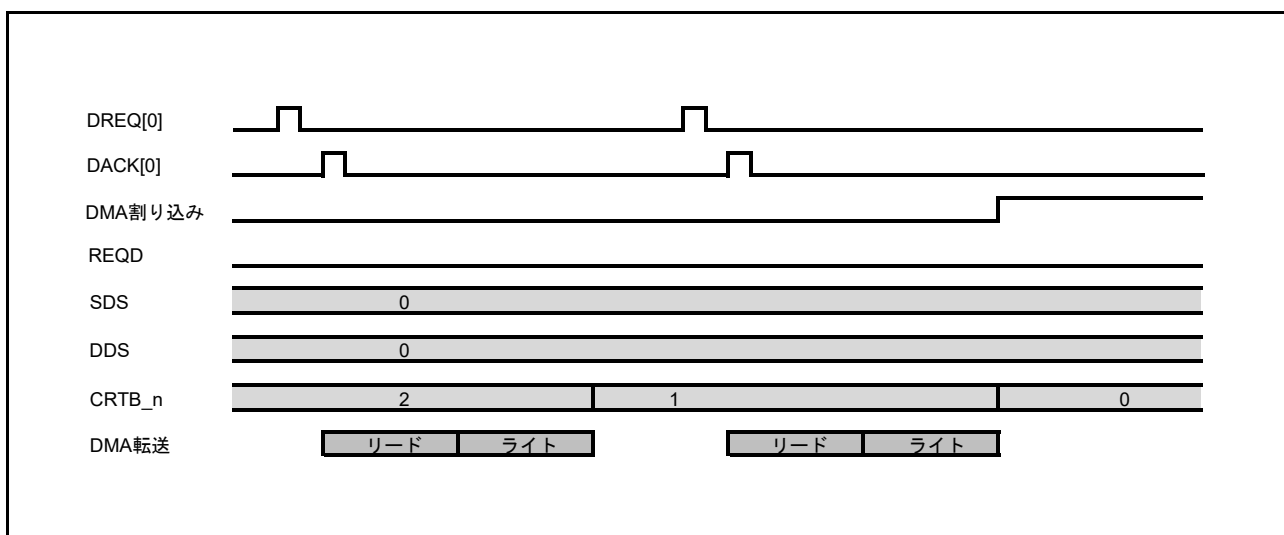 DREQ[0]
DACK[0]
DMA割り込み
REQD
SDS 0
DDS 0
CRTB_n 2 1 0
DMA転送 リード ライト リード ライト